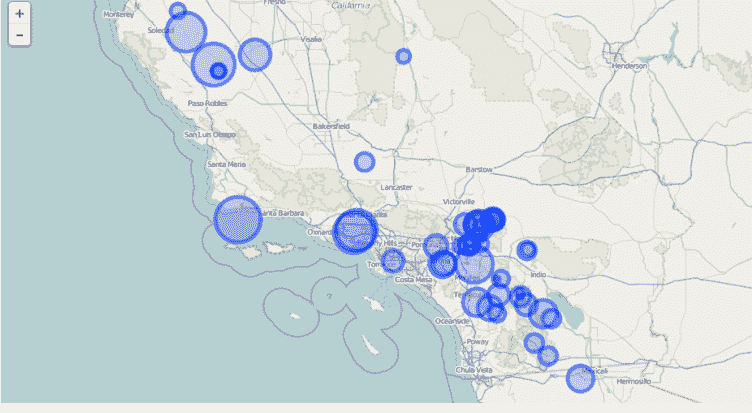 +
-
Fresno
California
Monterey
Soledad
Visalia
Henderson
Paso Robles
Bakersfield
San Luis Obispo
Santa Maria
Barstow
Lancaster
Victorville
Santa Barbara
Indio
Costa Mesa
Oceanside
Poway
Chula Vista
Mexicali
Hermosillo